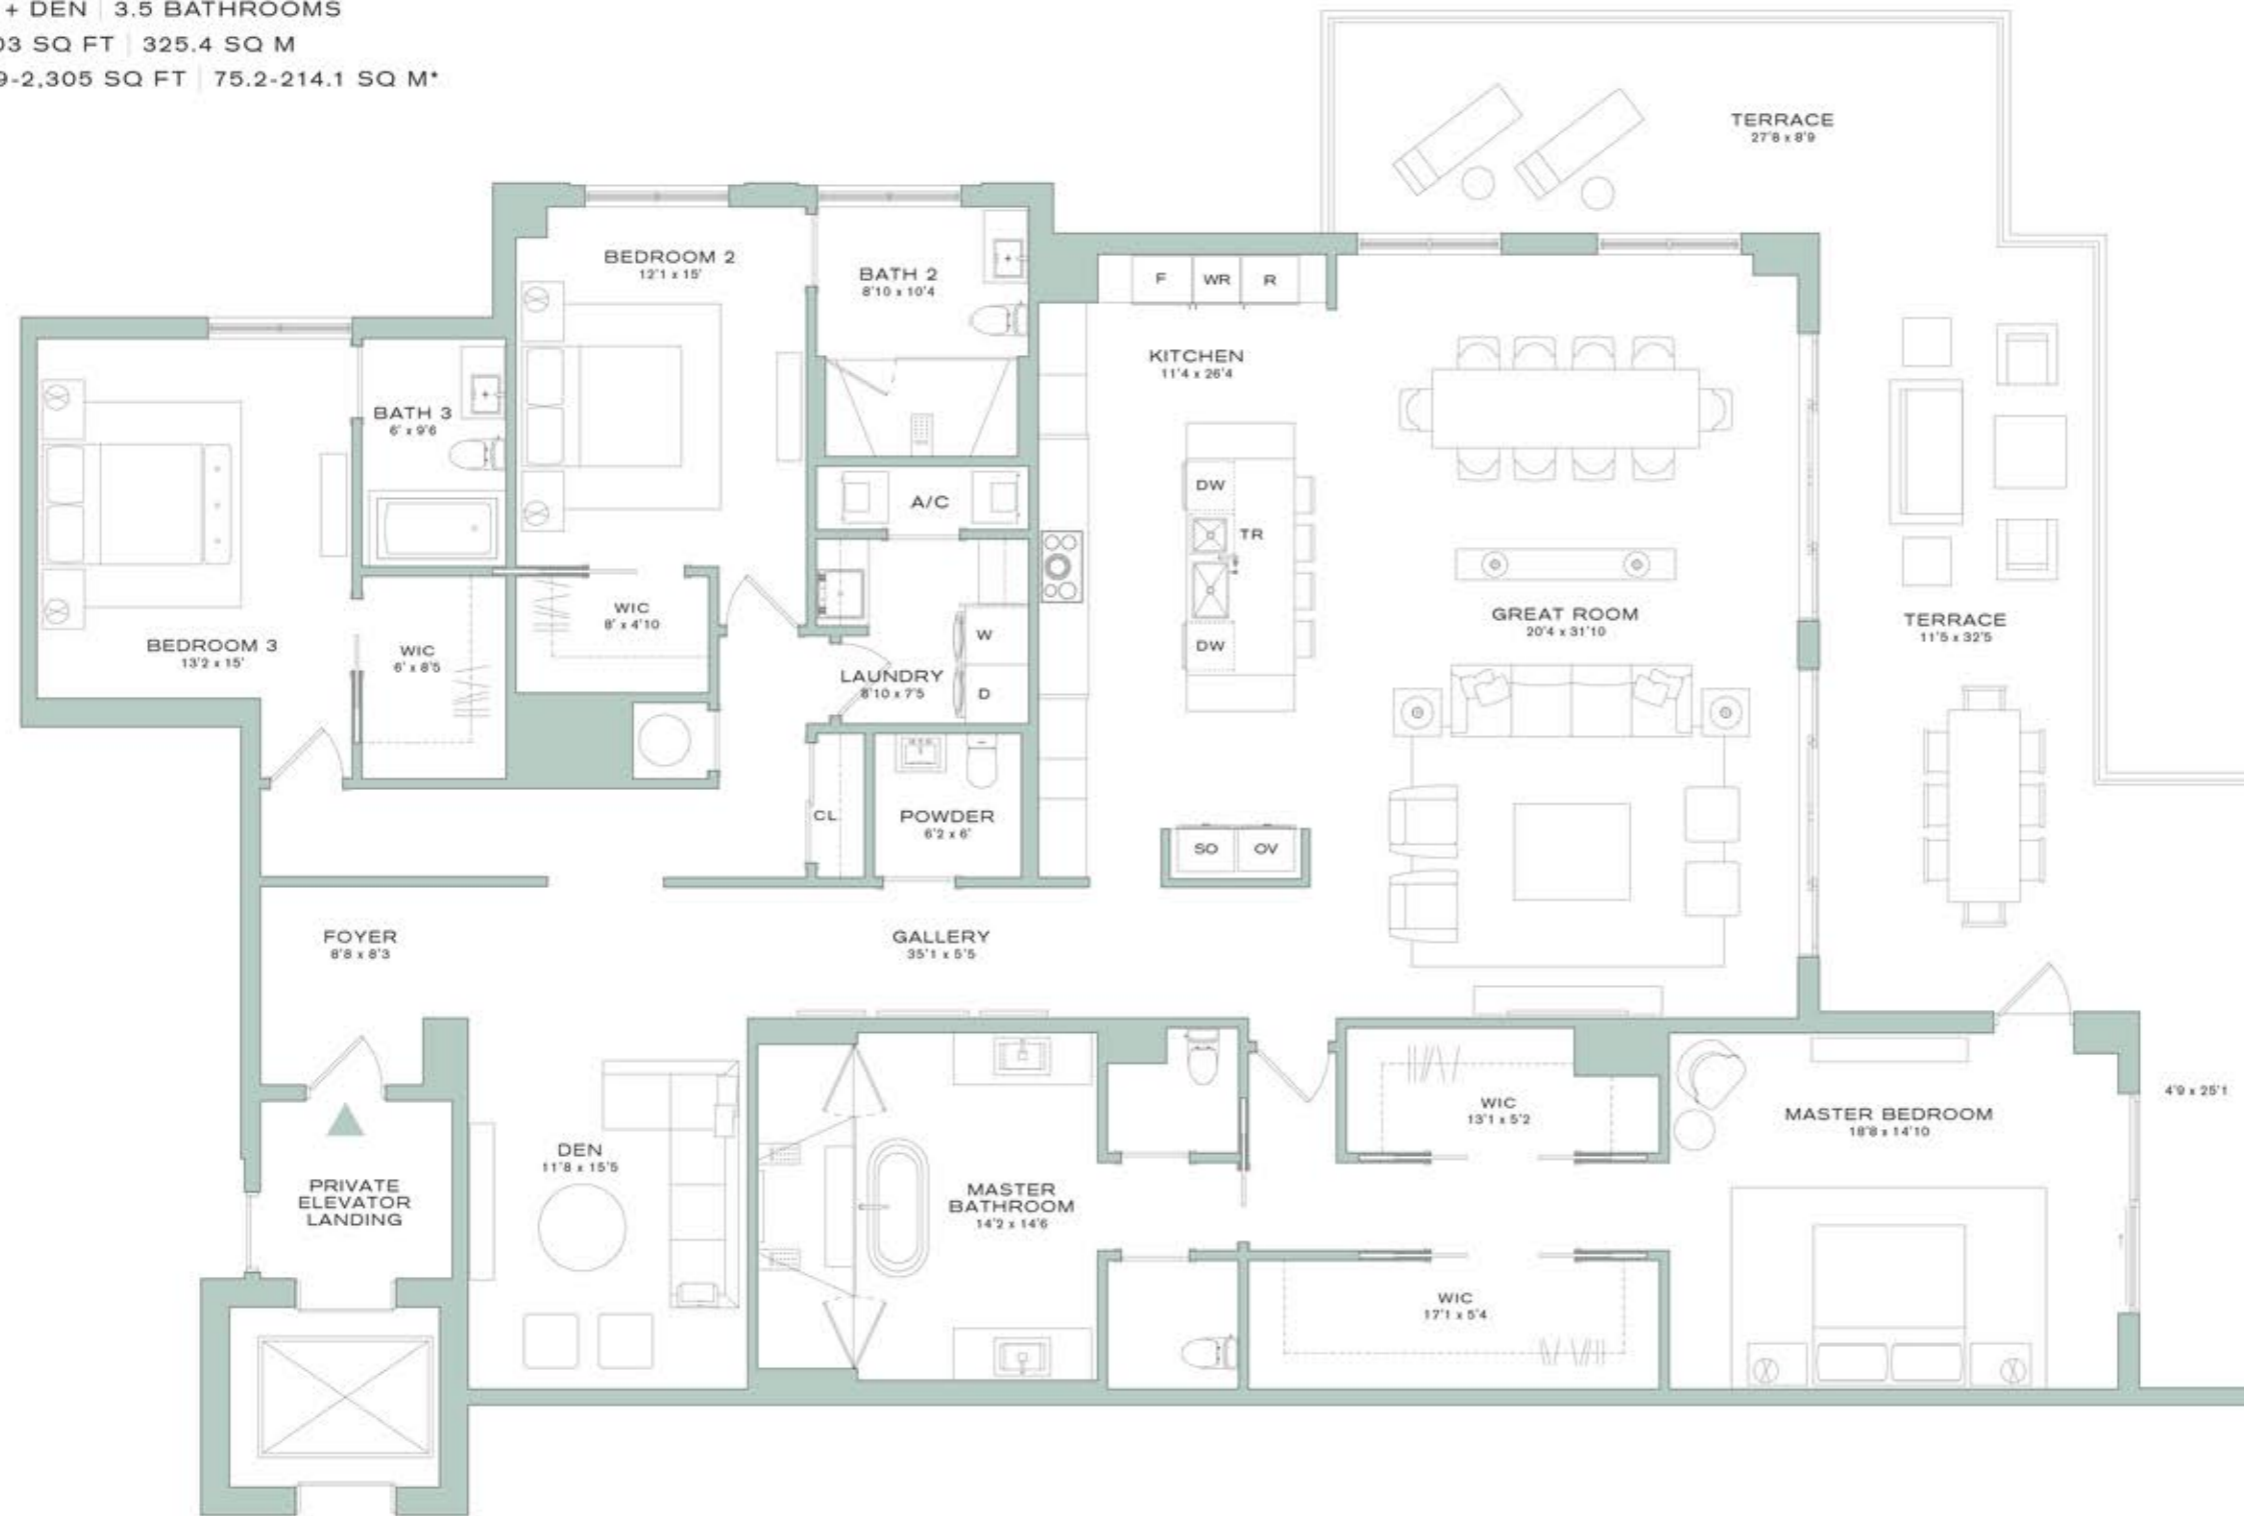 + DEN | 3.5 BATHROOMS
SQ FT | 325.4 SQ M
-2,305 SQ FT | 75.2-214.1 SQ M*
TERRACE
27'8 x 8'9
BEDROOM 2
12'1 x 15'
BATH 2
8'10 x 10'4
F
WR
R
KITCHEN
11'4 x 26'4
BATH 3
6' x 9'6
A/C
DW
TR
DW
WIC
8' x 4'10
GREAT ROOM
20'4 x 31'10
TERRACE
11'5 x 32'5
BEDROOM 3
13'2 x 15'
WIC
6' x 8'5
W
LAUNDRY
8'10 x 7'5
D
CL
POWDER
6'2 x 6'
SO
OV
FOYER
8'8 x 8'3
GALLERY
35'1 x 5'5
4'9 x 25'1
WIC
13'1 x 5'2
MASTER BEDROOM
18'8 x 14'10
DEN
11'8 x 15'5
PRIVATE
ELEVATOR
LANDING
MASTER
BATHROOM
14'2 x 14'6
WIC
17'1 x 5'4